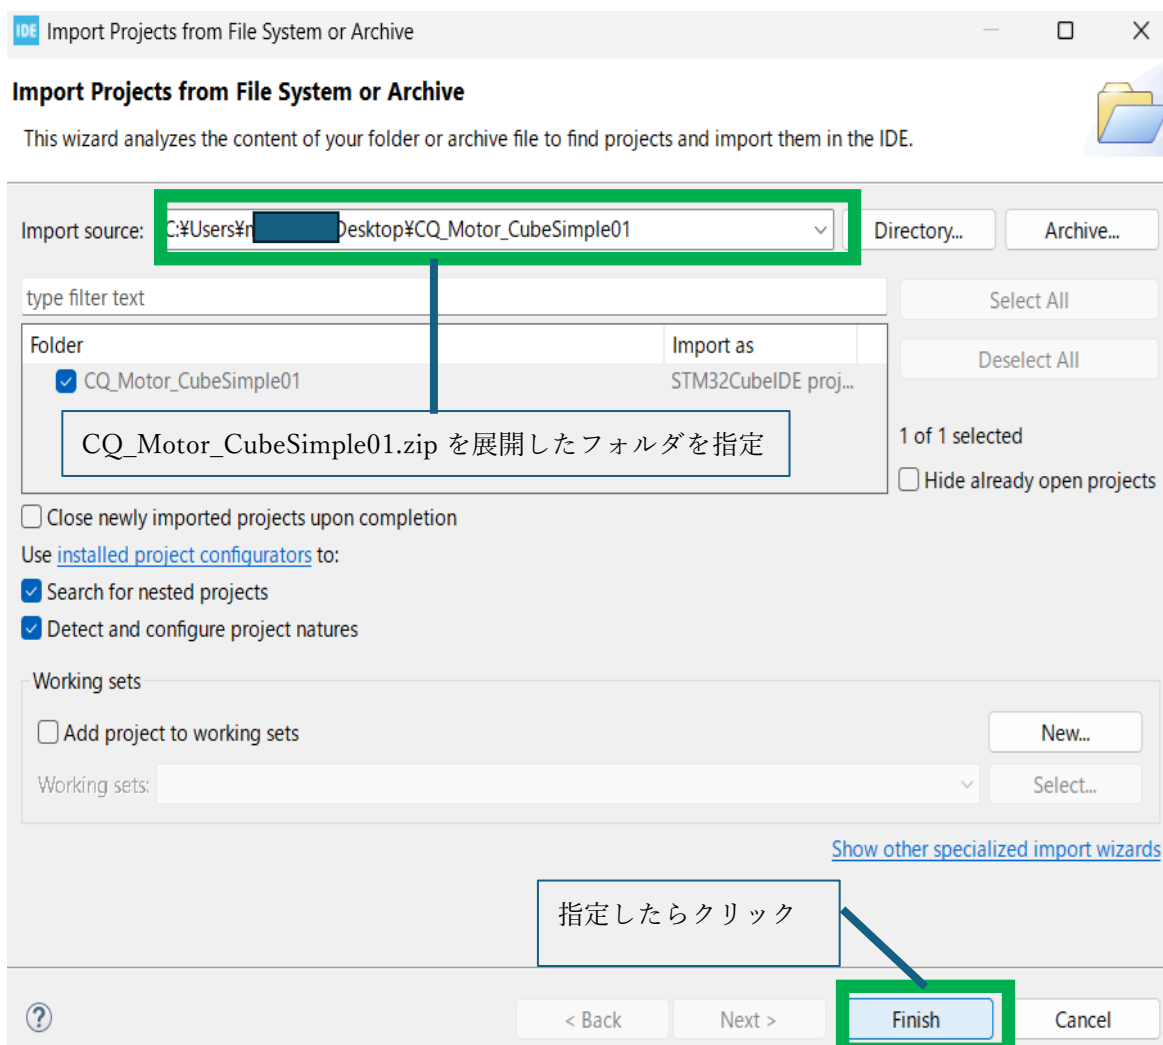 IDE Import Projects from File System or Archive
Import Projects from File System or Archive
This wizard analyzes the content of your folder or archive file to find projects and import them in the IDE.
Import source: C:¥Users¥ Desktop¥CQ_Motor_CubeSimple01 Directory... Archive...
type filter text Select All
Folder Import as
Deselect All
CQ_Motor_CubeSimple01 STM32CubeIDE proj...
CQ_Motor_CubeSimple01.zip を展開したフォルダを指定
1 of 1 selected
Hide already open projects
Close newly imported projects upon completion
Use installed project configurators to:
Search for nested projects
Detect and configure project natures
Working sets
Add project to working sets New...
Working sets: Select...
Show other specialized import wizards
指定したらクリック
? < Back Next > Finish Cancel